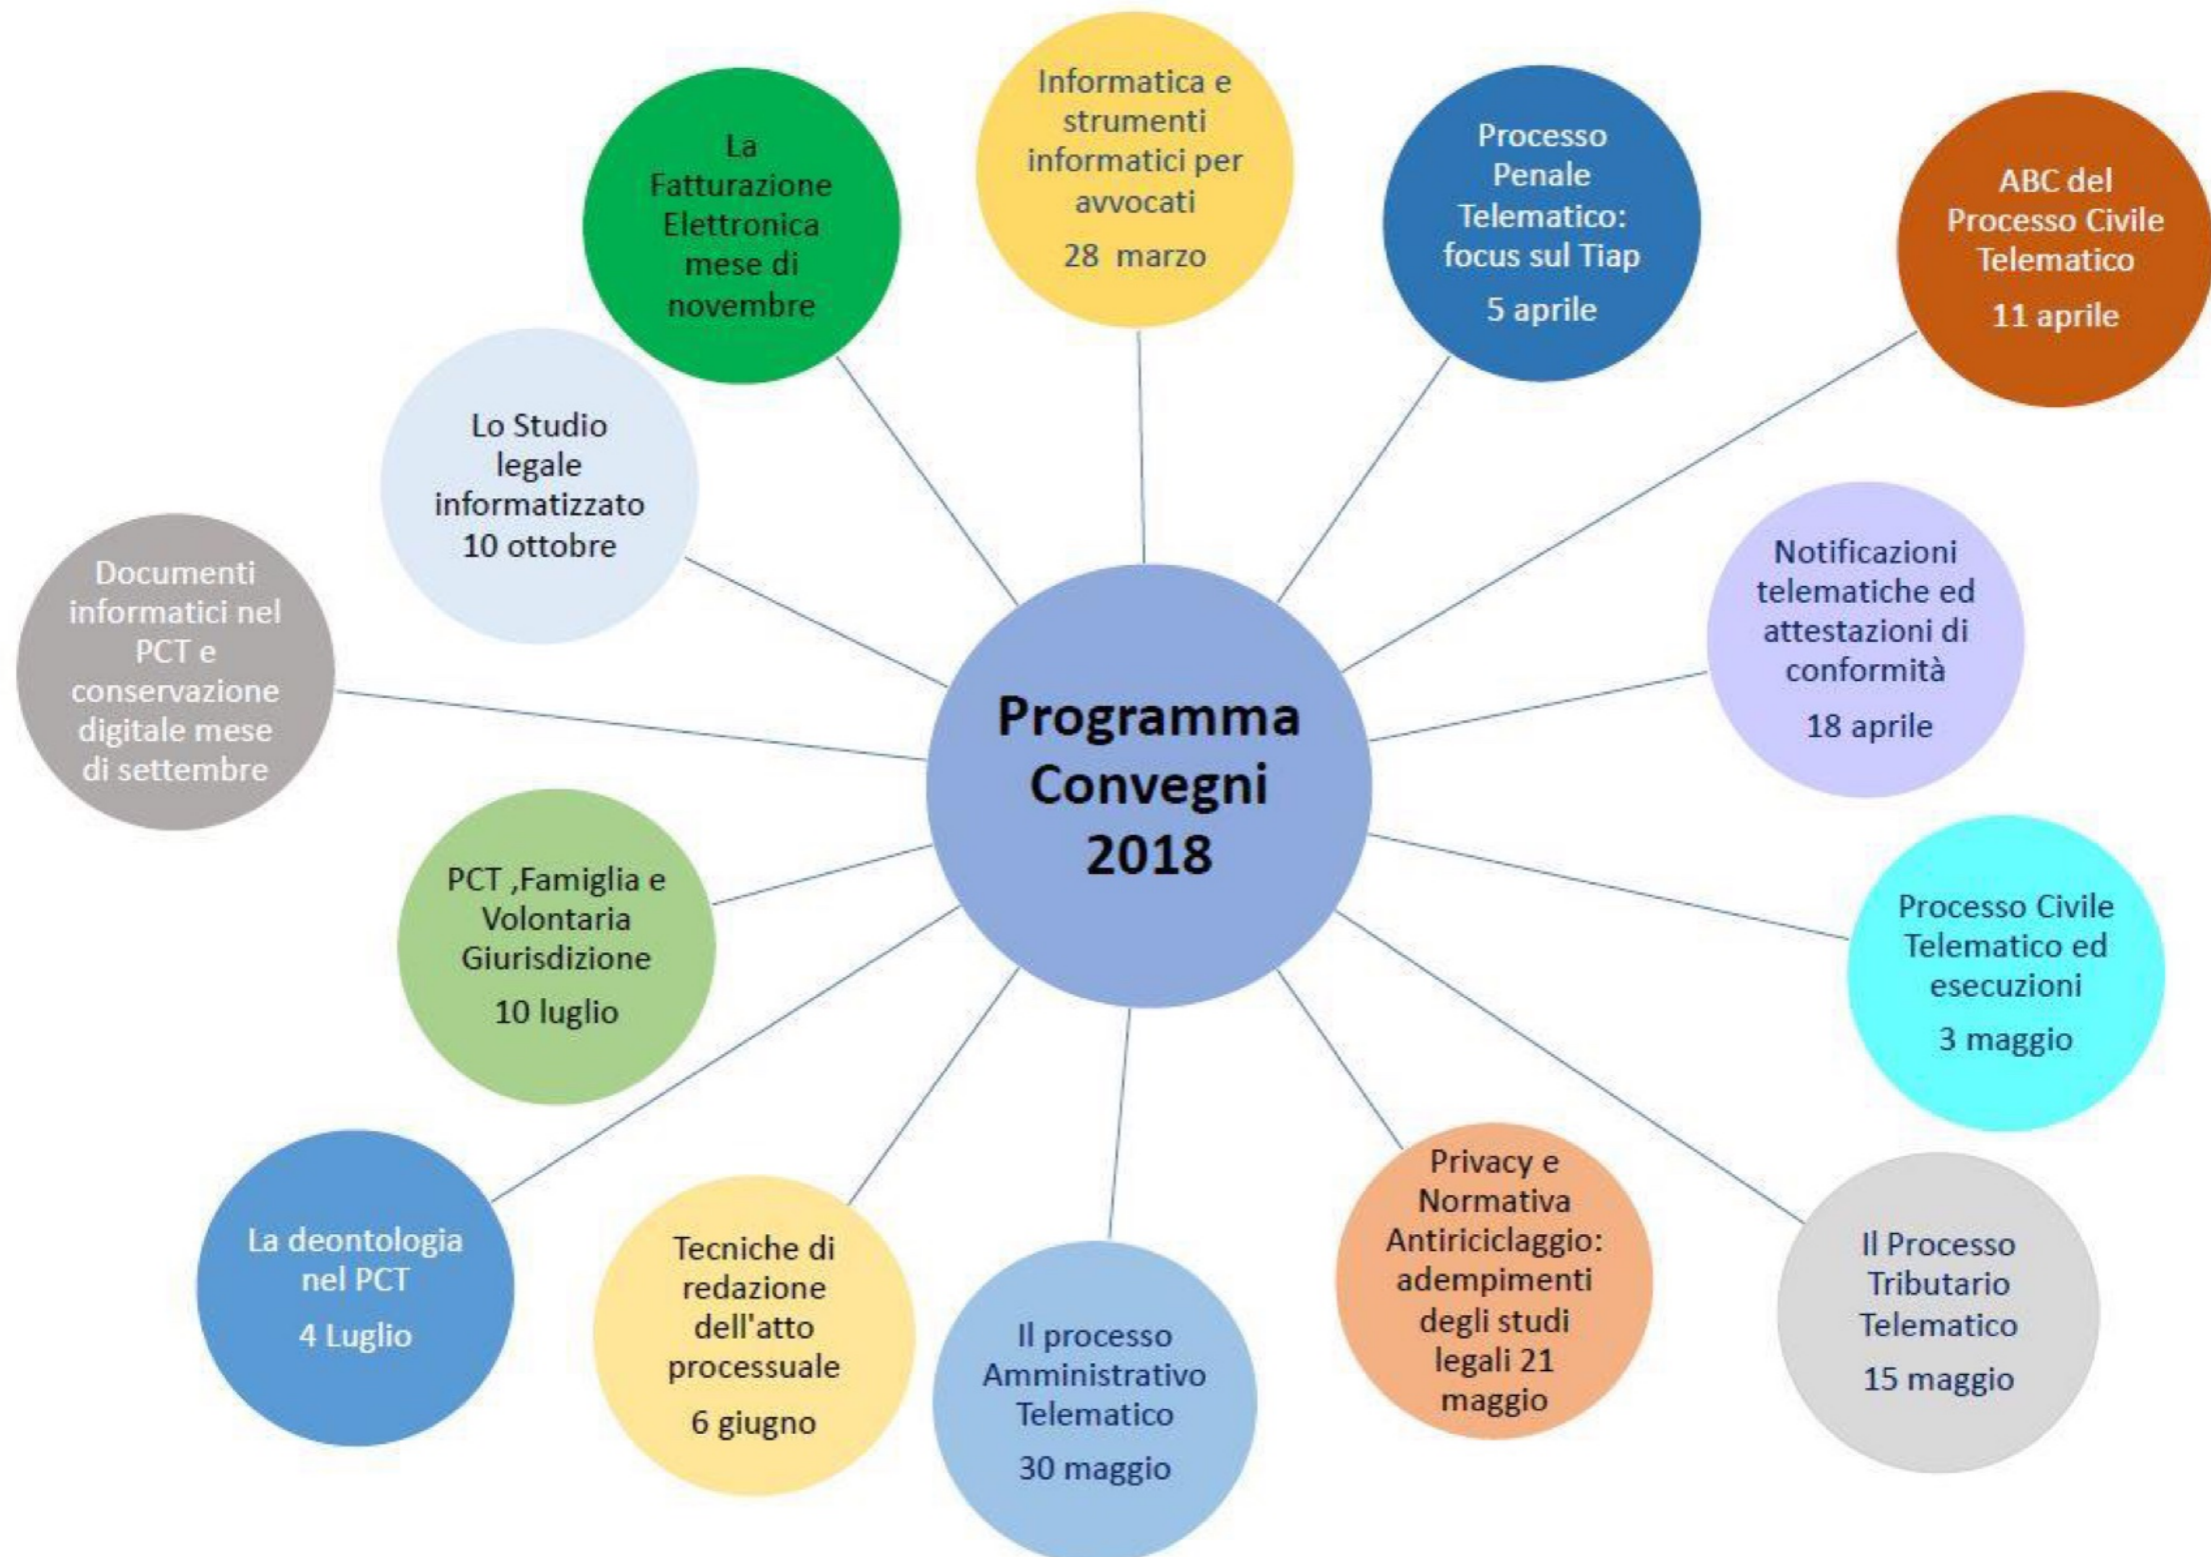 Programma
Convegni
2018
Informatica e
strumenti
informatici per
avvocati
28 marzo
Processo
Penale
Telematico:
focus sul Tiap
5 aprile
ABC del
Processo Civile
Telematico
11 aprile
Notificazioni
telematiche ed
attestazioni di
conformità
18 aprile
Processo Civile
Telematico ed
esecuzioni
3 maggio
Il Processo
Tributario
Telematico
15 maggio
Privacy e
Normativa
Antiriciclaggio:
adempimenti
degli studi
legali 21
maggio
Il processo
Amministrativo
Telematico
30 maggio
Tecniche di
redazione
dell'atto
processuale
6 giugno
La deontologia
nel PCT
4 Luglio
PCT ,Famiglia e
Volontaria
Giurisdizione
10 luglio
Documenti
informatici nel
PCT e
conservazione
digitale mese
di settembre
Lo Studio
legale
informatizzato
10 ottobre
La
Fatturazione
Elettronica
mese di
novembre